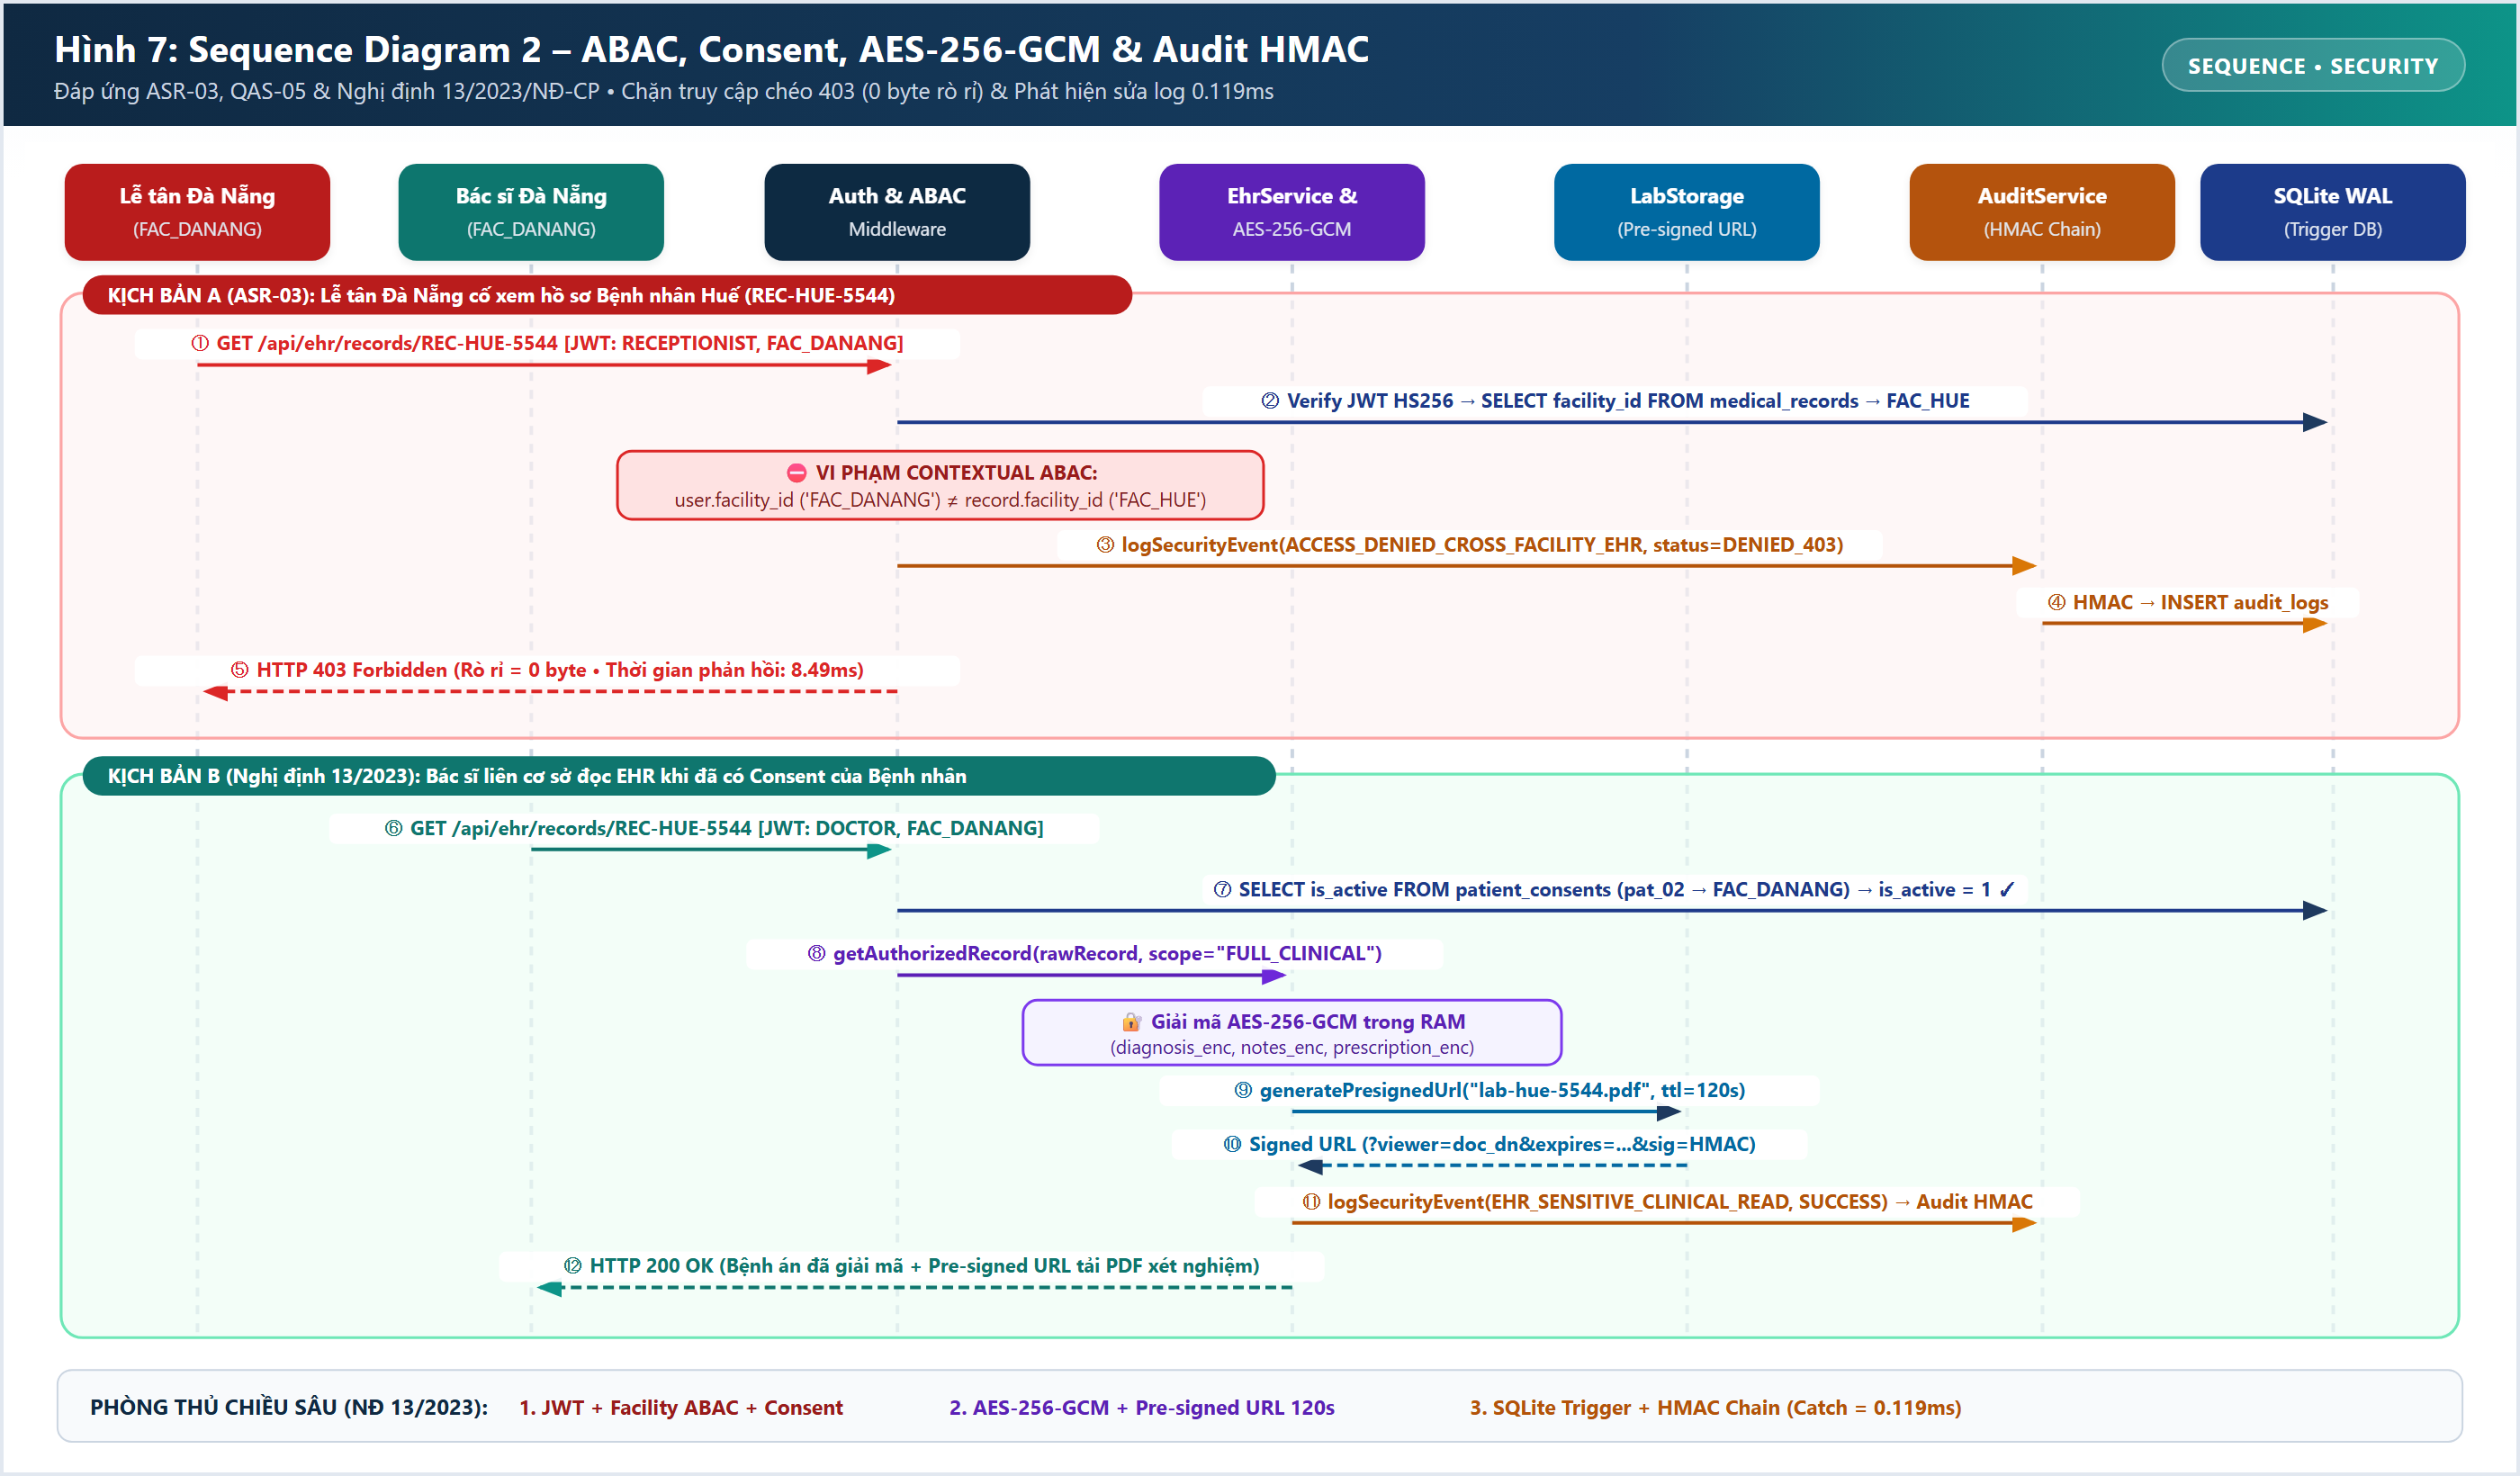 Hình 7: Sequence Diagram 2 – ABAC, Consent, AES-256-GCM & Audit HMAC
Đáp ứng ASR-03, QAS-05 & Nghị định 13/2023/NĐ-CP • Chặn truy cập chéo 403 (0 byte rò rỉ) & Phát hiện sửa log 0.119ms
SEQUENCE • SECURITY
Lễ tân Đà Nẵng
(FAC_DANANG)
Bác sĩ Đà Nẵng
(FAC_DANANG)
Auth & ABAC
Middleware
EhrService &
AES-256-GCM
LabStorage
(Pre-signed URL)
AuditService
(HMAC Chain)
SQLite WAL
(Trigger DB)
KỊCH BẢN A (ASR-03): Lễ tân Đà Nẵng cố xem hồ sơ Bệnh nhân Huế (REC-HUE-5544)
① GET /api/ehr/records/REC-HUE-5544 [JWT: RECEPTIONIST, FAC_DANANG]
② Verify JWT HS256 → SELECT facility_id FROM medical_records → FAC_HUE
⛔ VI PHẠM CONTEXTUAL ABAC:
user.facility_id ('FAC_DANANG') ≠ record.facility_id ('FAC_HUE')
③ logSecurityEvent(ACCESS_DENIED_CROSS_FACILITY_EHR, status=DENIED_403)
④ HMAC → INSERT audit_logs
⑤ HTTP 403 Forbidden (Rò rỉ = 0 byte • Thời gian phản hồi: 8.49ms)
KỊCH BẢN B (Nghị định 13/2023): Bác sĩ liên cơ sở đọc EHR khi đã có Consent của Bệnh nhân
⑥ GET /api/ehr/records/REC-HUE-5544 [JWT: DOCTOR, FAC_DANANG]
⑦ SELECT is_active FROM patient_consents (pat_02 → FAC_DANANG) → is_active = 1 ✓
⑧ getAuthorizedRecord(rawRecord, scope="FULL_CLINICAL")
🔐 Giải mã AES-256-GCM trong RAM
(diagnosis_enc, notes_enc, prescription_enc)
⑨ generatePresignedUrl("lab-hue-5544.pdf", ttl=120s)
⑩ Signed URL (?viewer=doc_dn&expires=...&sig=HMAC)
⑪ logSecurityEvent(EHR_SENSITIVE_CLINICAL_READ, SUCCESS) → Audit HMAC
⑫ HTTP 200 OK (Bệnh án đã giải mã + Pre-signed URL tải PDF xét nghiệm)
PHÒNG THỦ CHIỀU SÂU (NĐ 13/2023): 1. JWT + Facility ABAC + Consent 2. AES-256-GCM + Pre-signed URL 120s 3. SQLite Trigger + HMAC Chain (Catch = 0.119ms)